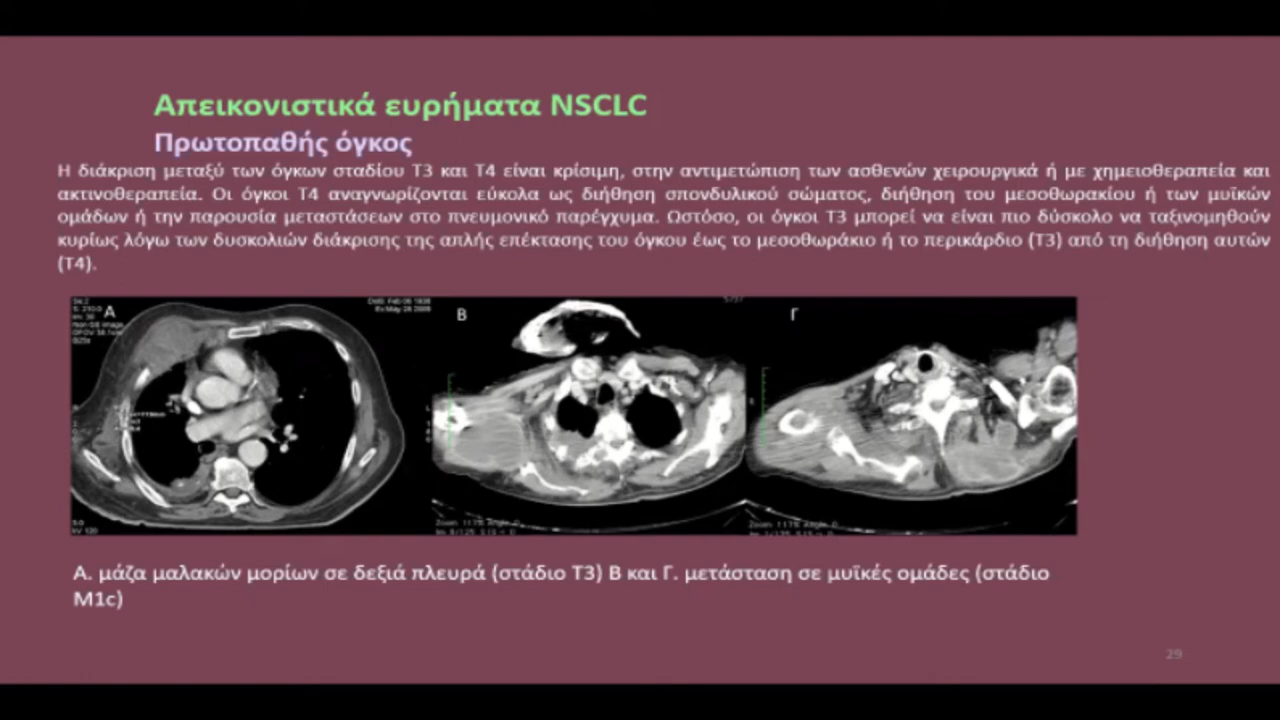 Απεικονιστικά ευρήματα NSCLC
Πρωτοπαθής όγκος
Η διάκριση μεταξύ των όγκων σταδίου Τ3 και Τ4 είναι κρίσιμη, στην αντιμετώπιση των ασθενών χειρουργικά ή με χημειοθεραπεία και
ακτινοθεραπεία. Οι όγκοι Τ4 αναγνωρίζονται εύκολα ως διήθηση σπονδυλικού σώματος, διήθηση του μεσοθωρακίου ή των μυϊκών
ομάδων ή την παρουσία μεταστάσεων στο πνευμονικό παρέγχυμα. Ωστόσο, οι όγκοι Τ3 μπορεί να είναι πιο δύσκολο να ταξινομηθούν
κυρίως λόγω των δυσκολιών διάκρισης της απλής επέκτασης του όγκου έως το μεσοθωράκιο ή το περικάρδιο (Τ3) από τη διήθηση αυτών
(Τ4).
Α
Β
Γ
kV 120
Α. μάζα μαλακών μορίων σε δεξιά πλευρά (στάδιο Τ3) Β και Γ. μετάσταση σε μυϊκές ομάδες (στάδιο
M1c)
29